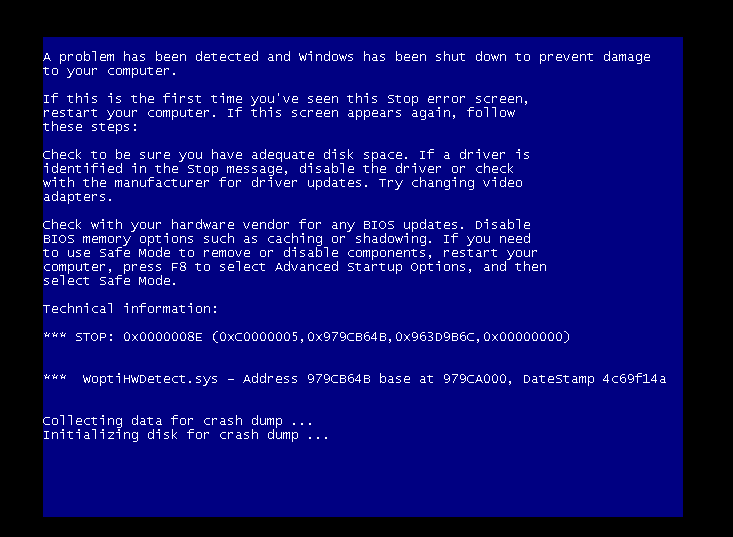 A problem has been detected and Windows has been shut down to prevent damage
to your computer.
If this is the first time you've seen this Stop error screen,
restart your computer. If this screen appears again, follow
these steps:
Check to be sure you have adequate disk space. If a driver is
identified in the Stop message, disable the driver or check
with the manufacturer for driver updates. Try changing video
adapters.
Check with your hardware vendor for any BIOS updates. Disable
BIOS memory options such as caching or shadowing. If you need
to use Safe Mode to remove or disable components, restart your
computer, press F8 to select Advanced Startup Options, and then
select Safe Mode.
Technical information:
*** STOP: 0x0000008E (0xC0000005,0x979CB64B,0x963D9B6C,0x00000000)
***  WoptiHWDetect.sys - Address 979CB64B base at 979CA000, DateStamp 4c69f14a
Collecting data for crash dump ...
Initializing disk for crash dump ...